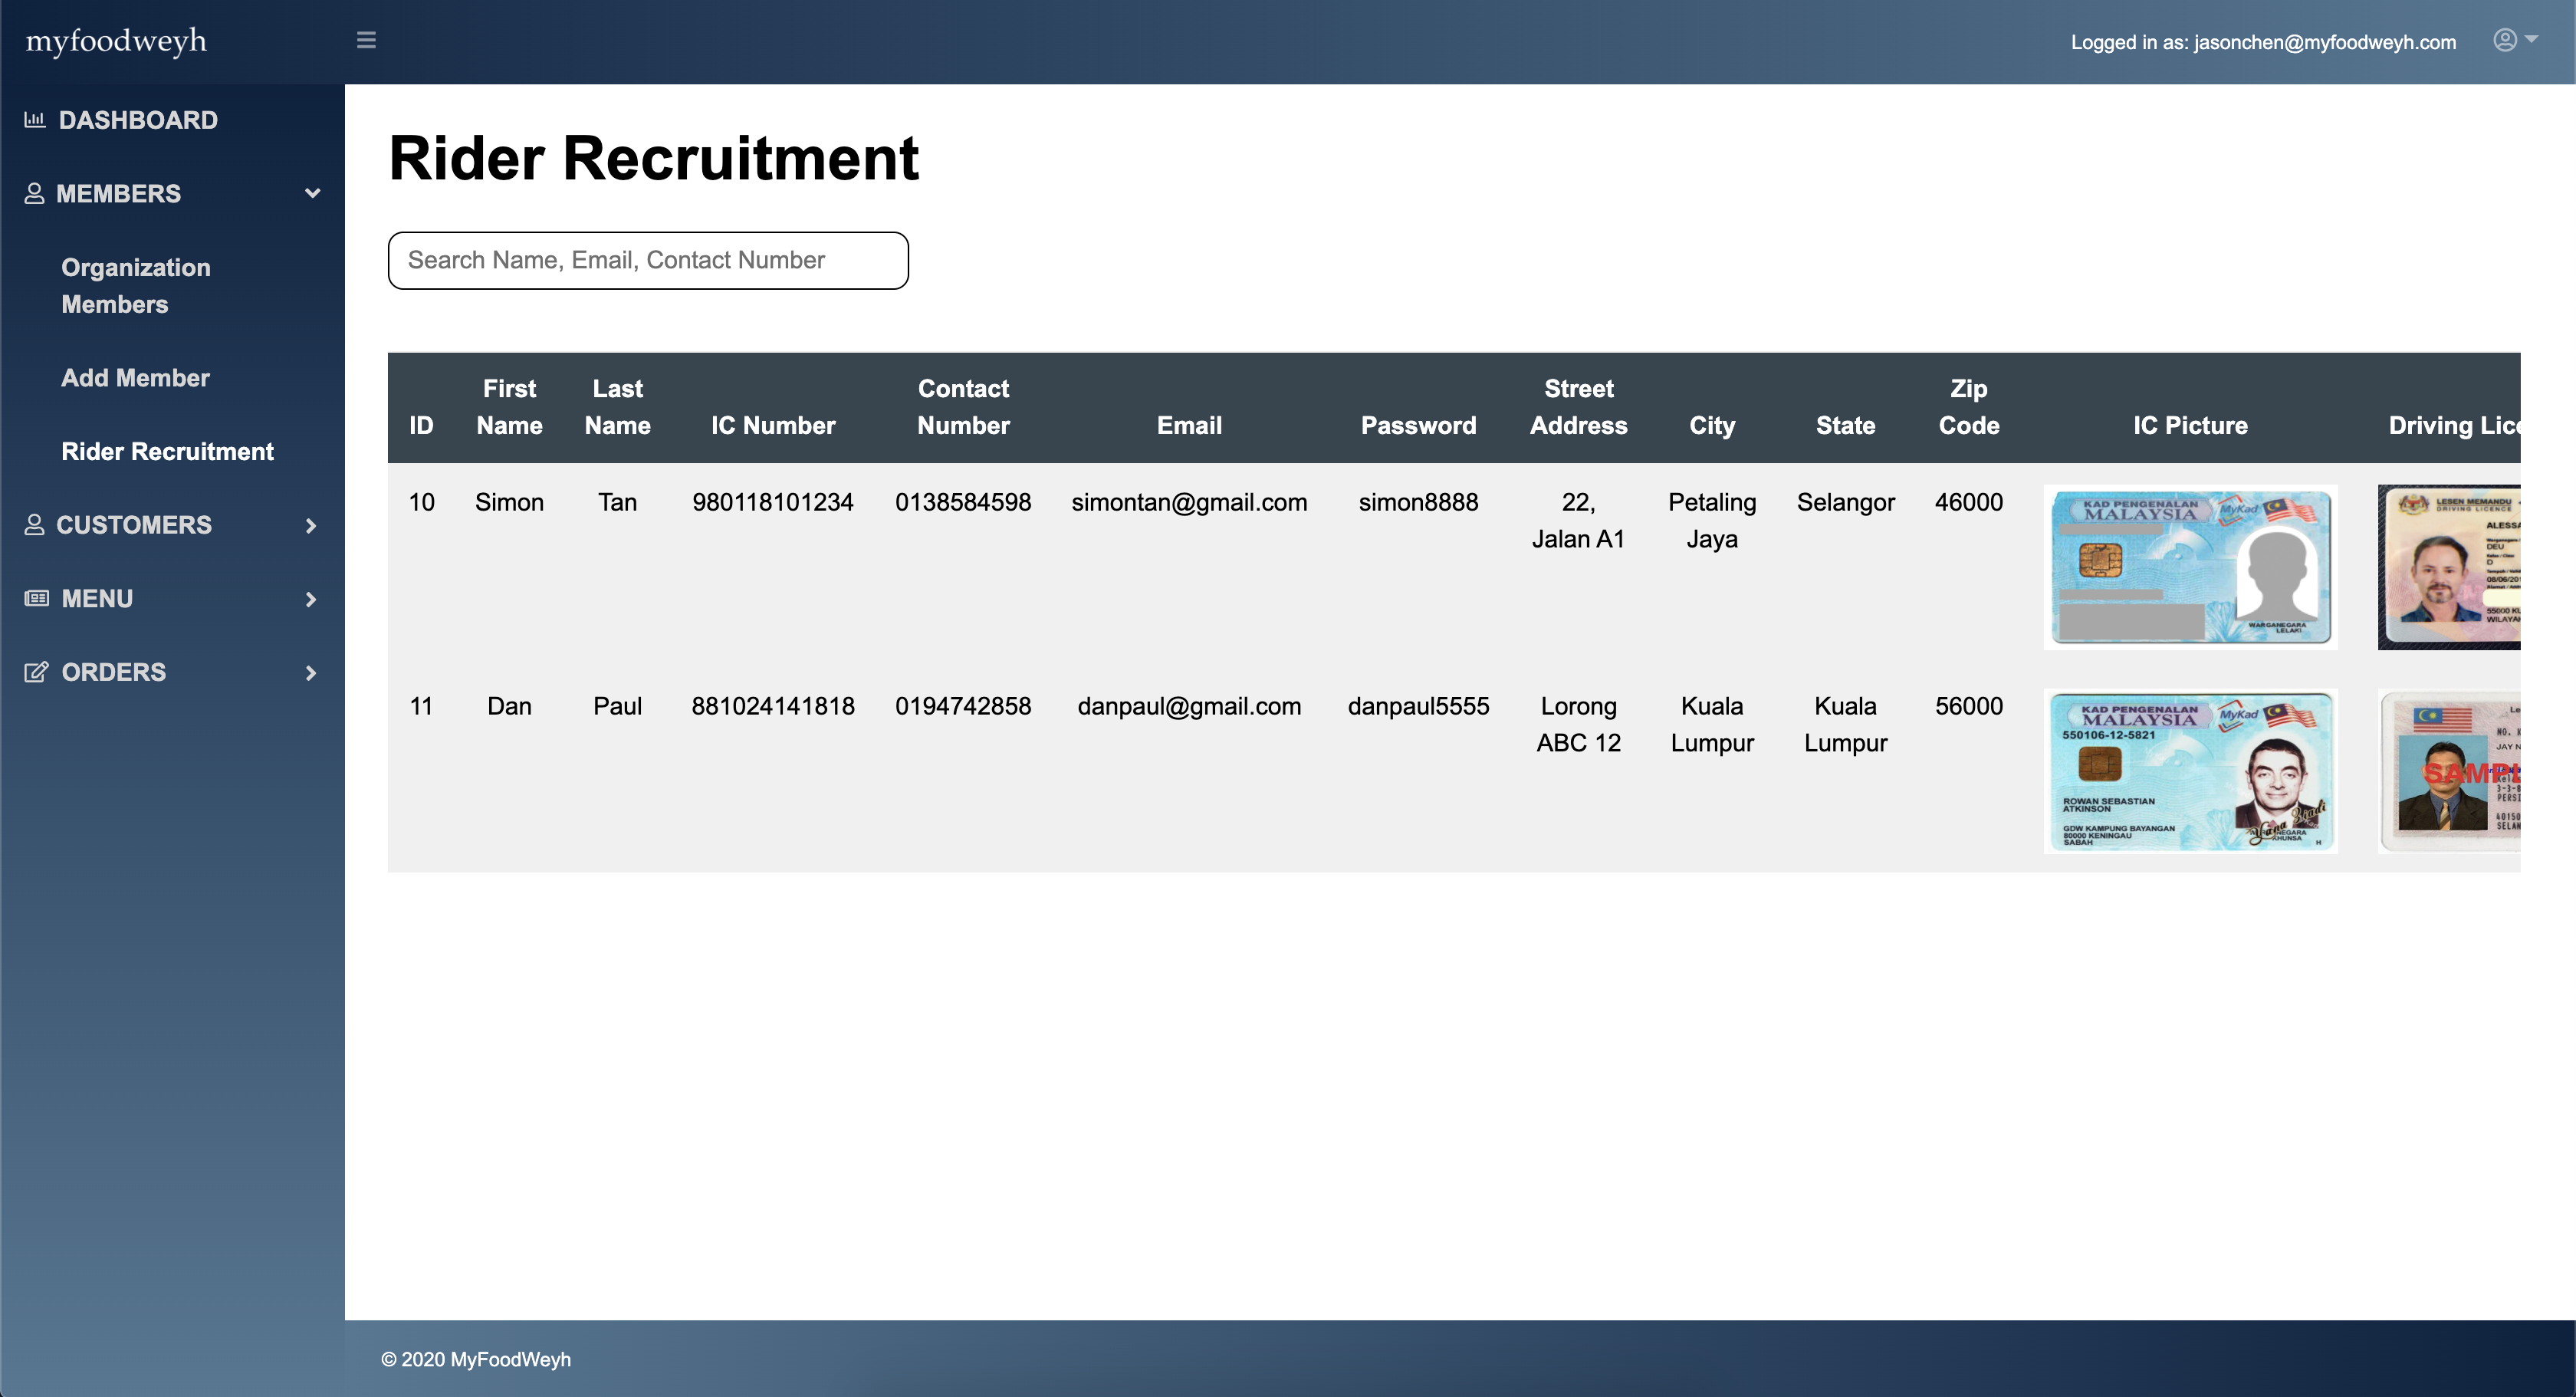 myfoodweyh
Logged in as: jasonchen@myfoodweyh.com
DASHBOARD
MEMBERS
Organization
Members
Add Member
Rider Recruitment
CUSTOMERS
MENU
ORDERS
Rider Recruitment
Search Name, Email, Contact Number
ID First Name Last Name IC Number Contact Number Email Password Street Address City State Zip Code IC Picture Driving
10 Simon Tan 980118101234 0138584598 simontan@gmail.com simon8888 22, Jalan A1 Petaling Jaya Selangor 46000
KAD PENGENALAN
MALAYSIA
MyKad
WARGANEGARA
LELAKI
LESEN MEMANDU
DRIVING LICENCE
DEU
D
55000
11 Dan Paul 881024141818 0194742858 danpaul@gmail.com danpaul5555 Lorong ABC 12 Kuala Lumpur Kuala Lumpur 56000
KAD PENGENALAN
MALAYSIA
MyKad
550106-12-5821
ROWAN SEBASTIAN
ATKINSON
GDW KAMPUNG BAYANGAN
80000 KENINGAU
SABAH
H
JAY
© 2020 MyFoodWeyh